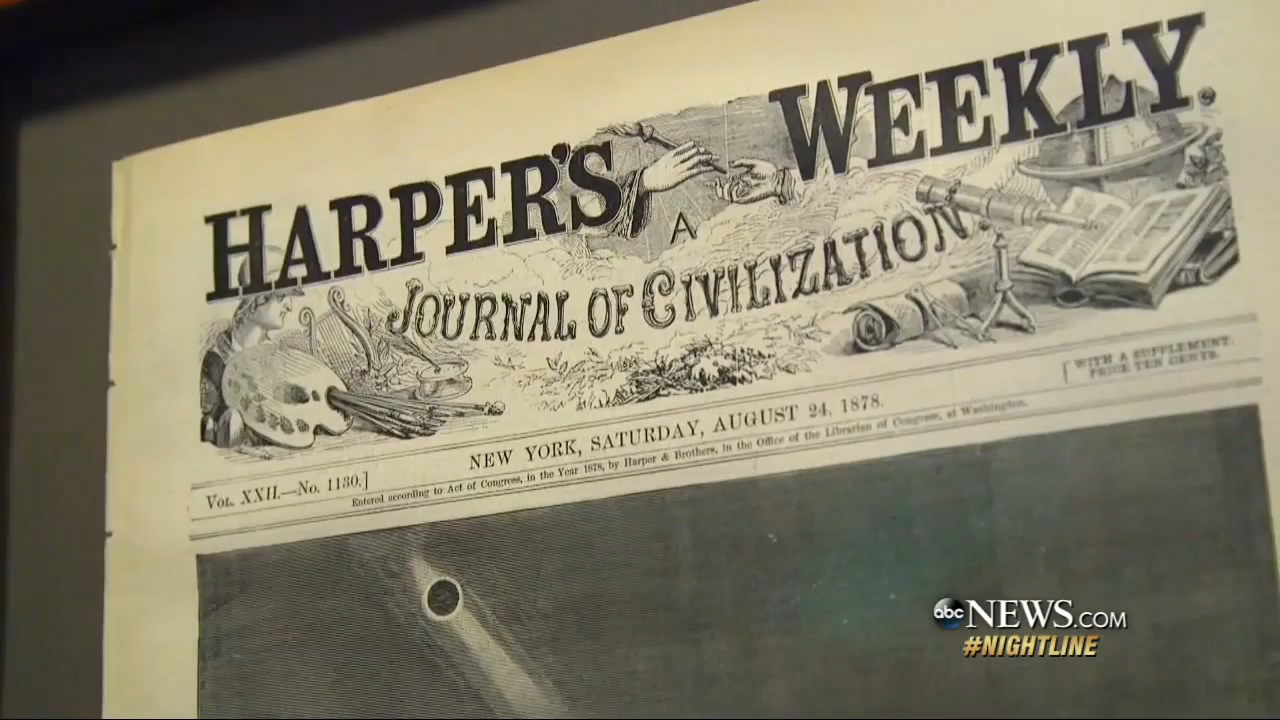 HARPER'S WEEKLY.
A
JOURNAL OF CIVILIZATION
WITH A SUPPLEMENT.
PRICE TEN CENTS.
NEW YORK, SATURDAY, AUGUST 24, 1878.
VOL. XXII.—No. 1130.]
Entered according to Act of Congress, in the Year 1878, by Harper & Brothers, in the Office of the Librarian of Congress, at Washington.
abc NEWS.COM
#NIGHTLINE